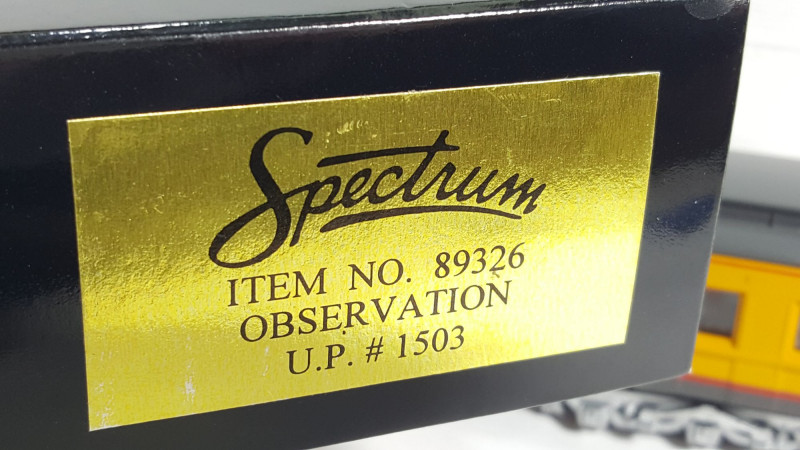 Spectrum
ITEM NO. 89326
OBSERVATION
U.P. # 1503